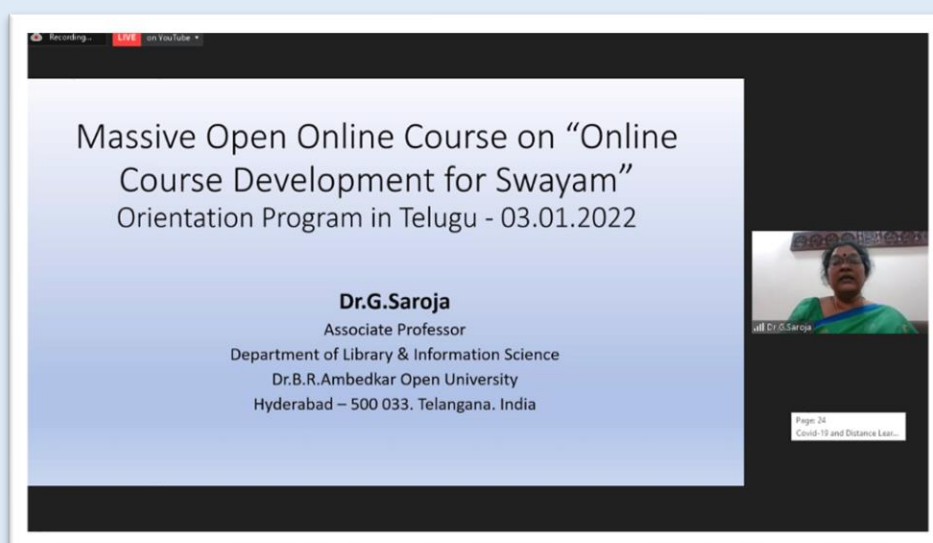 Recording...
LIVE on YouTube
Massive Open Online Course on “Online
Course Development for Swayam”
Orientation Program in Telugu - 03.01.2022
Dr.G.Saroja
Associate Professor
Department of Library & Information Science
Dr.B.R.Ambedkar Open University
Hyderabad – 500 033. Telangana. India
Dr.G.Saroja
Page: 24
Covid-19 and Distance Lear...